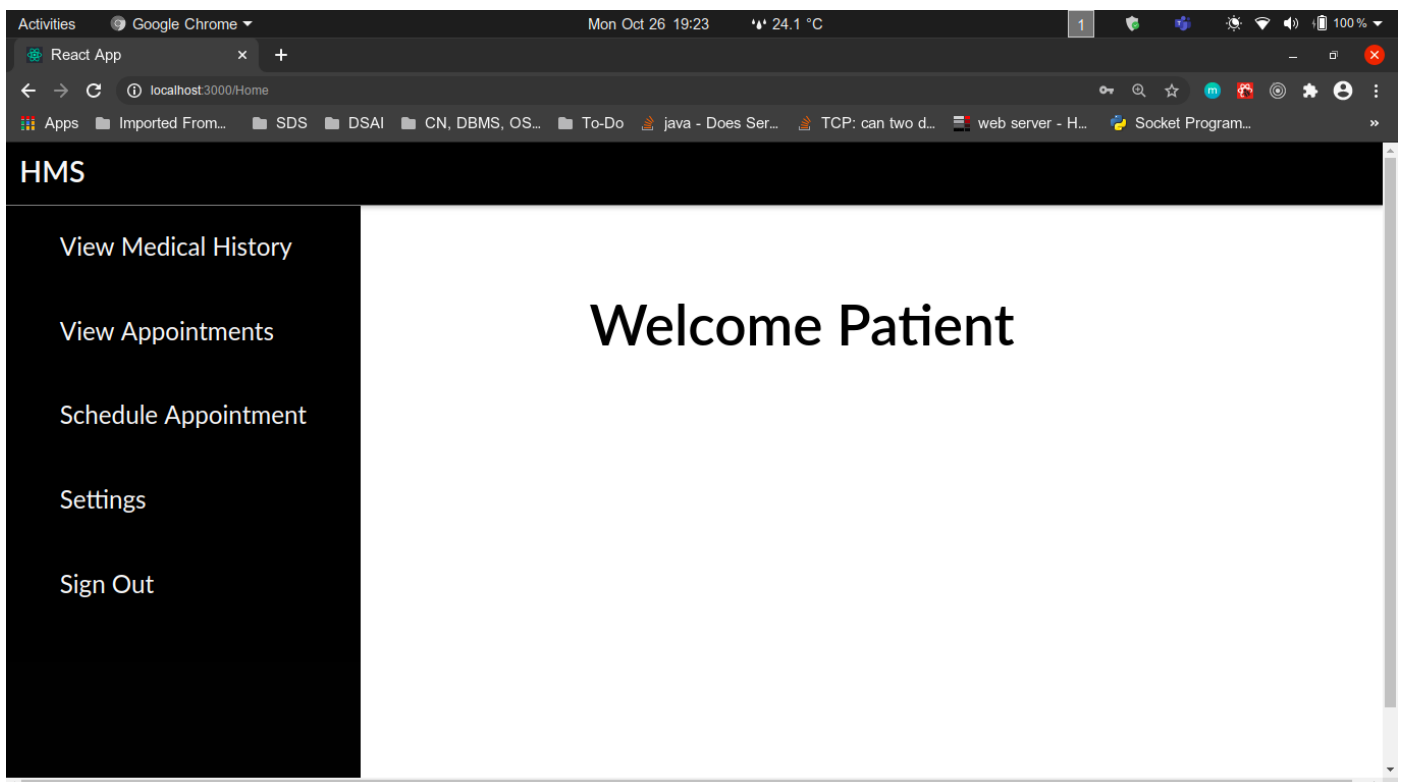 Activities Google Chrome Mon Oct 26 19:23 24.1 °C 1 100 %
React App
localhost:3000/Home
Apps Imported From... SDS DSAI CN, DBMS, OS... To-Do java - Does Ser... TCP: can two d... web server - H... Socket Program... »
HMS
View Medical History
Welcome Patient
View Appointments
Schedule Appointment
Settings
Sign Out